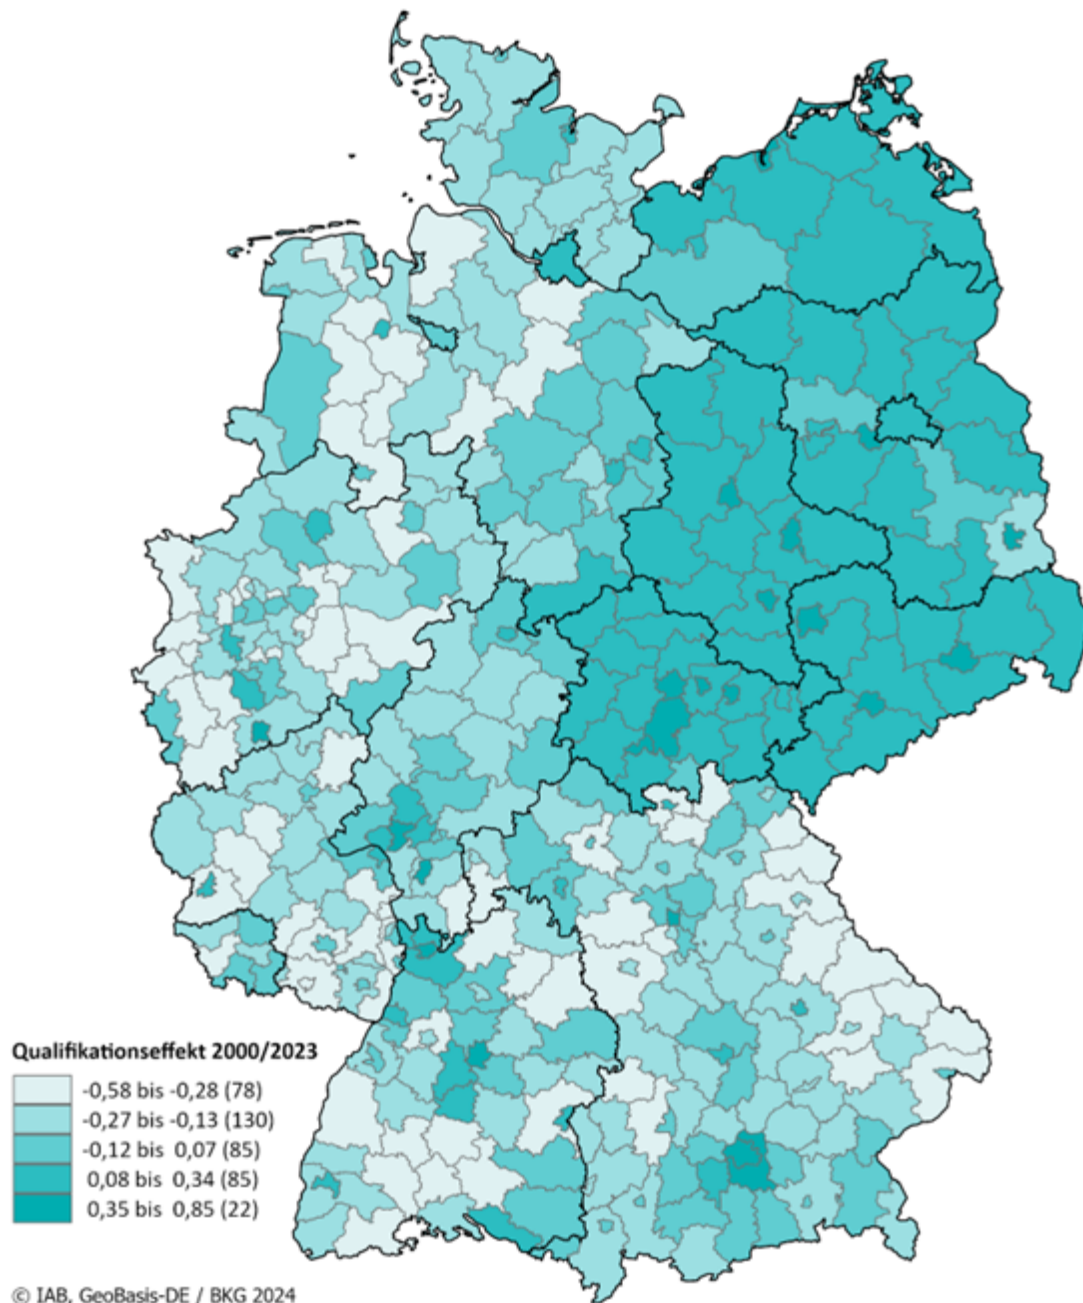 Qualifikationseffekt 2000/2023
-0,58 bis -0,28 (78)
-0,27 bis -0,13 (130)
-0,12 bis 0,07 (85)
0,08 bis 0,34 (85)
0,35 bis 0,85 (22)
© IAB, GeoBasis-DE / BKG 2024